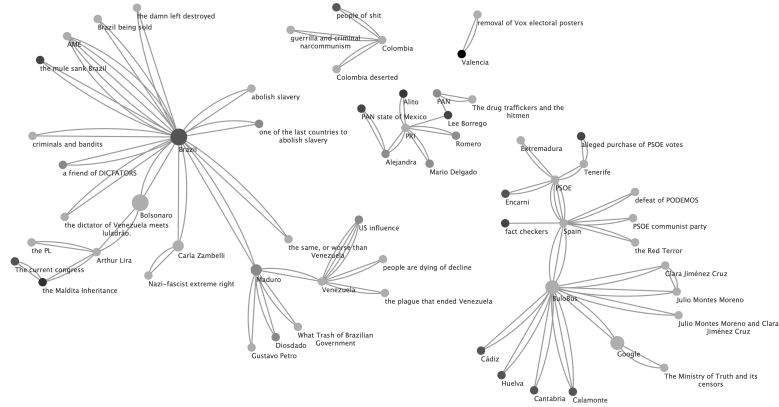 the damn left destroyed
people of shit
removal of Vox electoral posters
Brazil being sold
AME
guerrilla and criminal
narcommunism
Colombia
Valencia
the mule sank Brazil
Colombia deserted
abolish slavery
Alito
PAN
The drug traffickers and the
hitmen
PAN state of Mexico
Lee Borrego
one of the last countries to
abolish slavery
PRI
Romero
criminals and bandits
Brazil
Extremadura
alleged purchase of PSOE votes
a friend of DICTATORS
Alejandra
Mario Delgado
Tenerife
PSOE
Encarni
defeat of PODEMOS
Bolsonaro
the dictator of Venezuela meets
luladrão.
US influence
fact checkers
Spain
PSOE communist party
the PL
Arthur Lira
Carla Zambelli
the same, or worse than
Venezuela
the Red Terror
The current congress
people are dying of decline
Clara Jiménez Cruz
the Maldita Inheritance
Nazi-fascist extreme right
Maduro
Venezuela
the plague that ended Venezuela
BuloBus
Julio Montes Moreno
Julio Montes Moreno and Clara
Jiménez Cruz
What Trash of Brazilian
Government
Diosdado
Gustavo Petro
Google
Cádiz
The Ministry of Truth and its
censors
Huelva
Cantabria
Calamonte